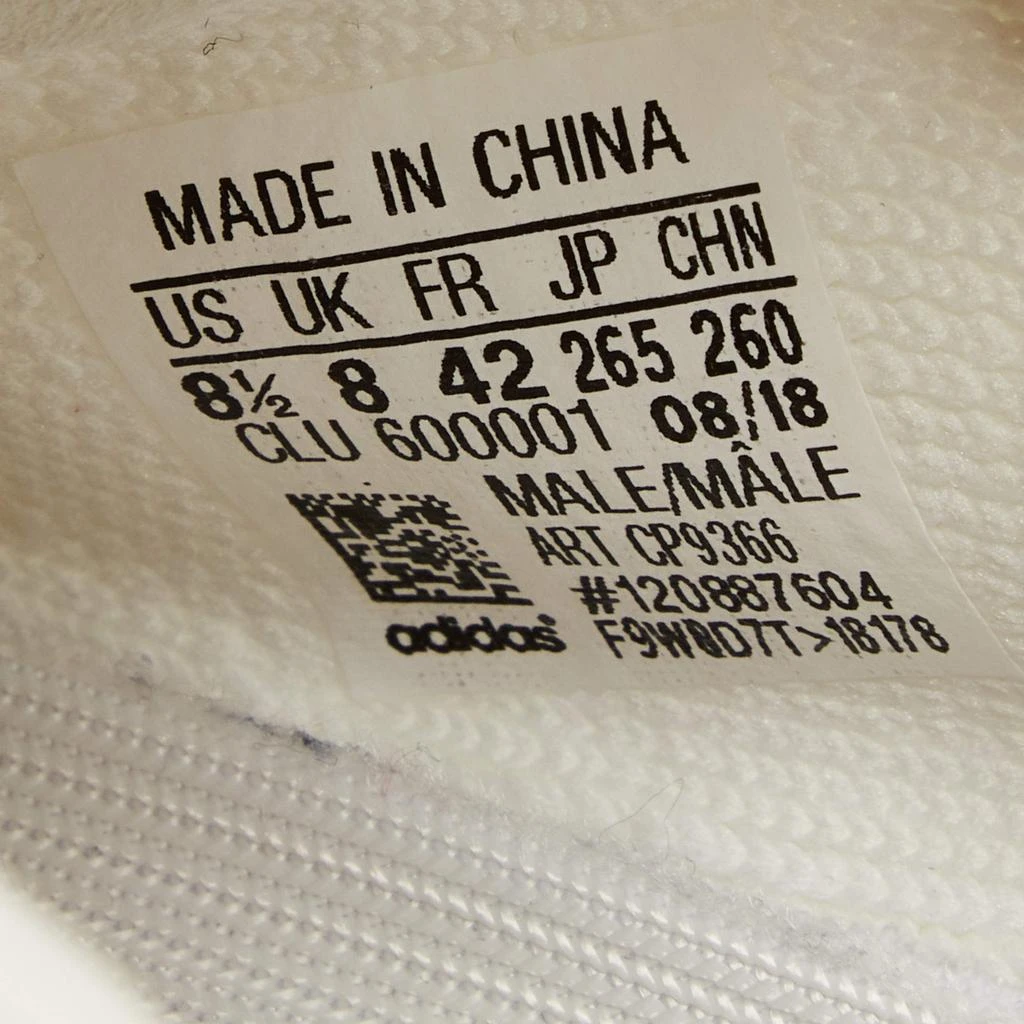 MADE IN CHINA
US UK FR JP CHN
8½ 8 42 265 260
CLU 600001 08/18
MALE/MÂLE
ART CP9366
#120887604
adidas® F9W8D7T>18178